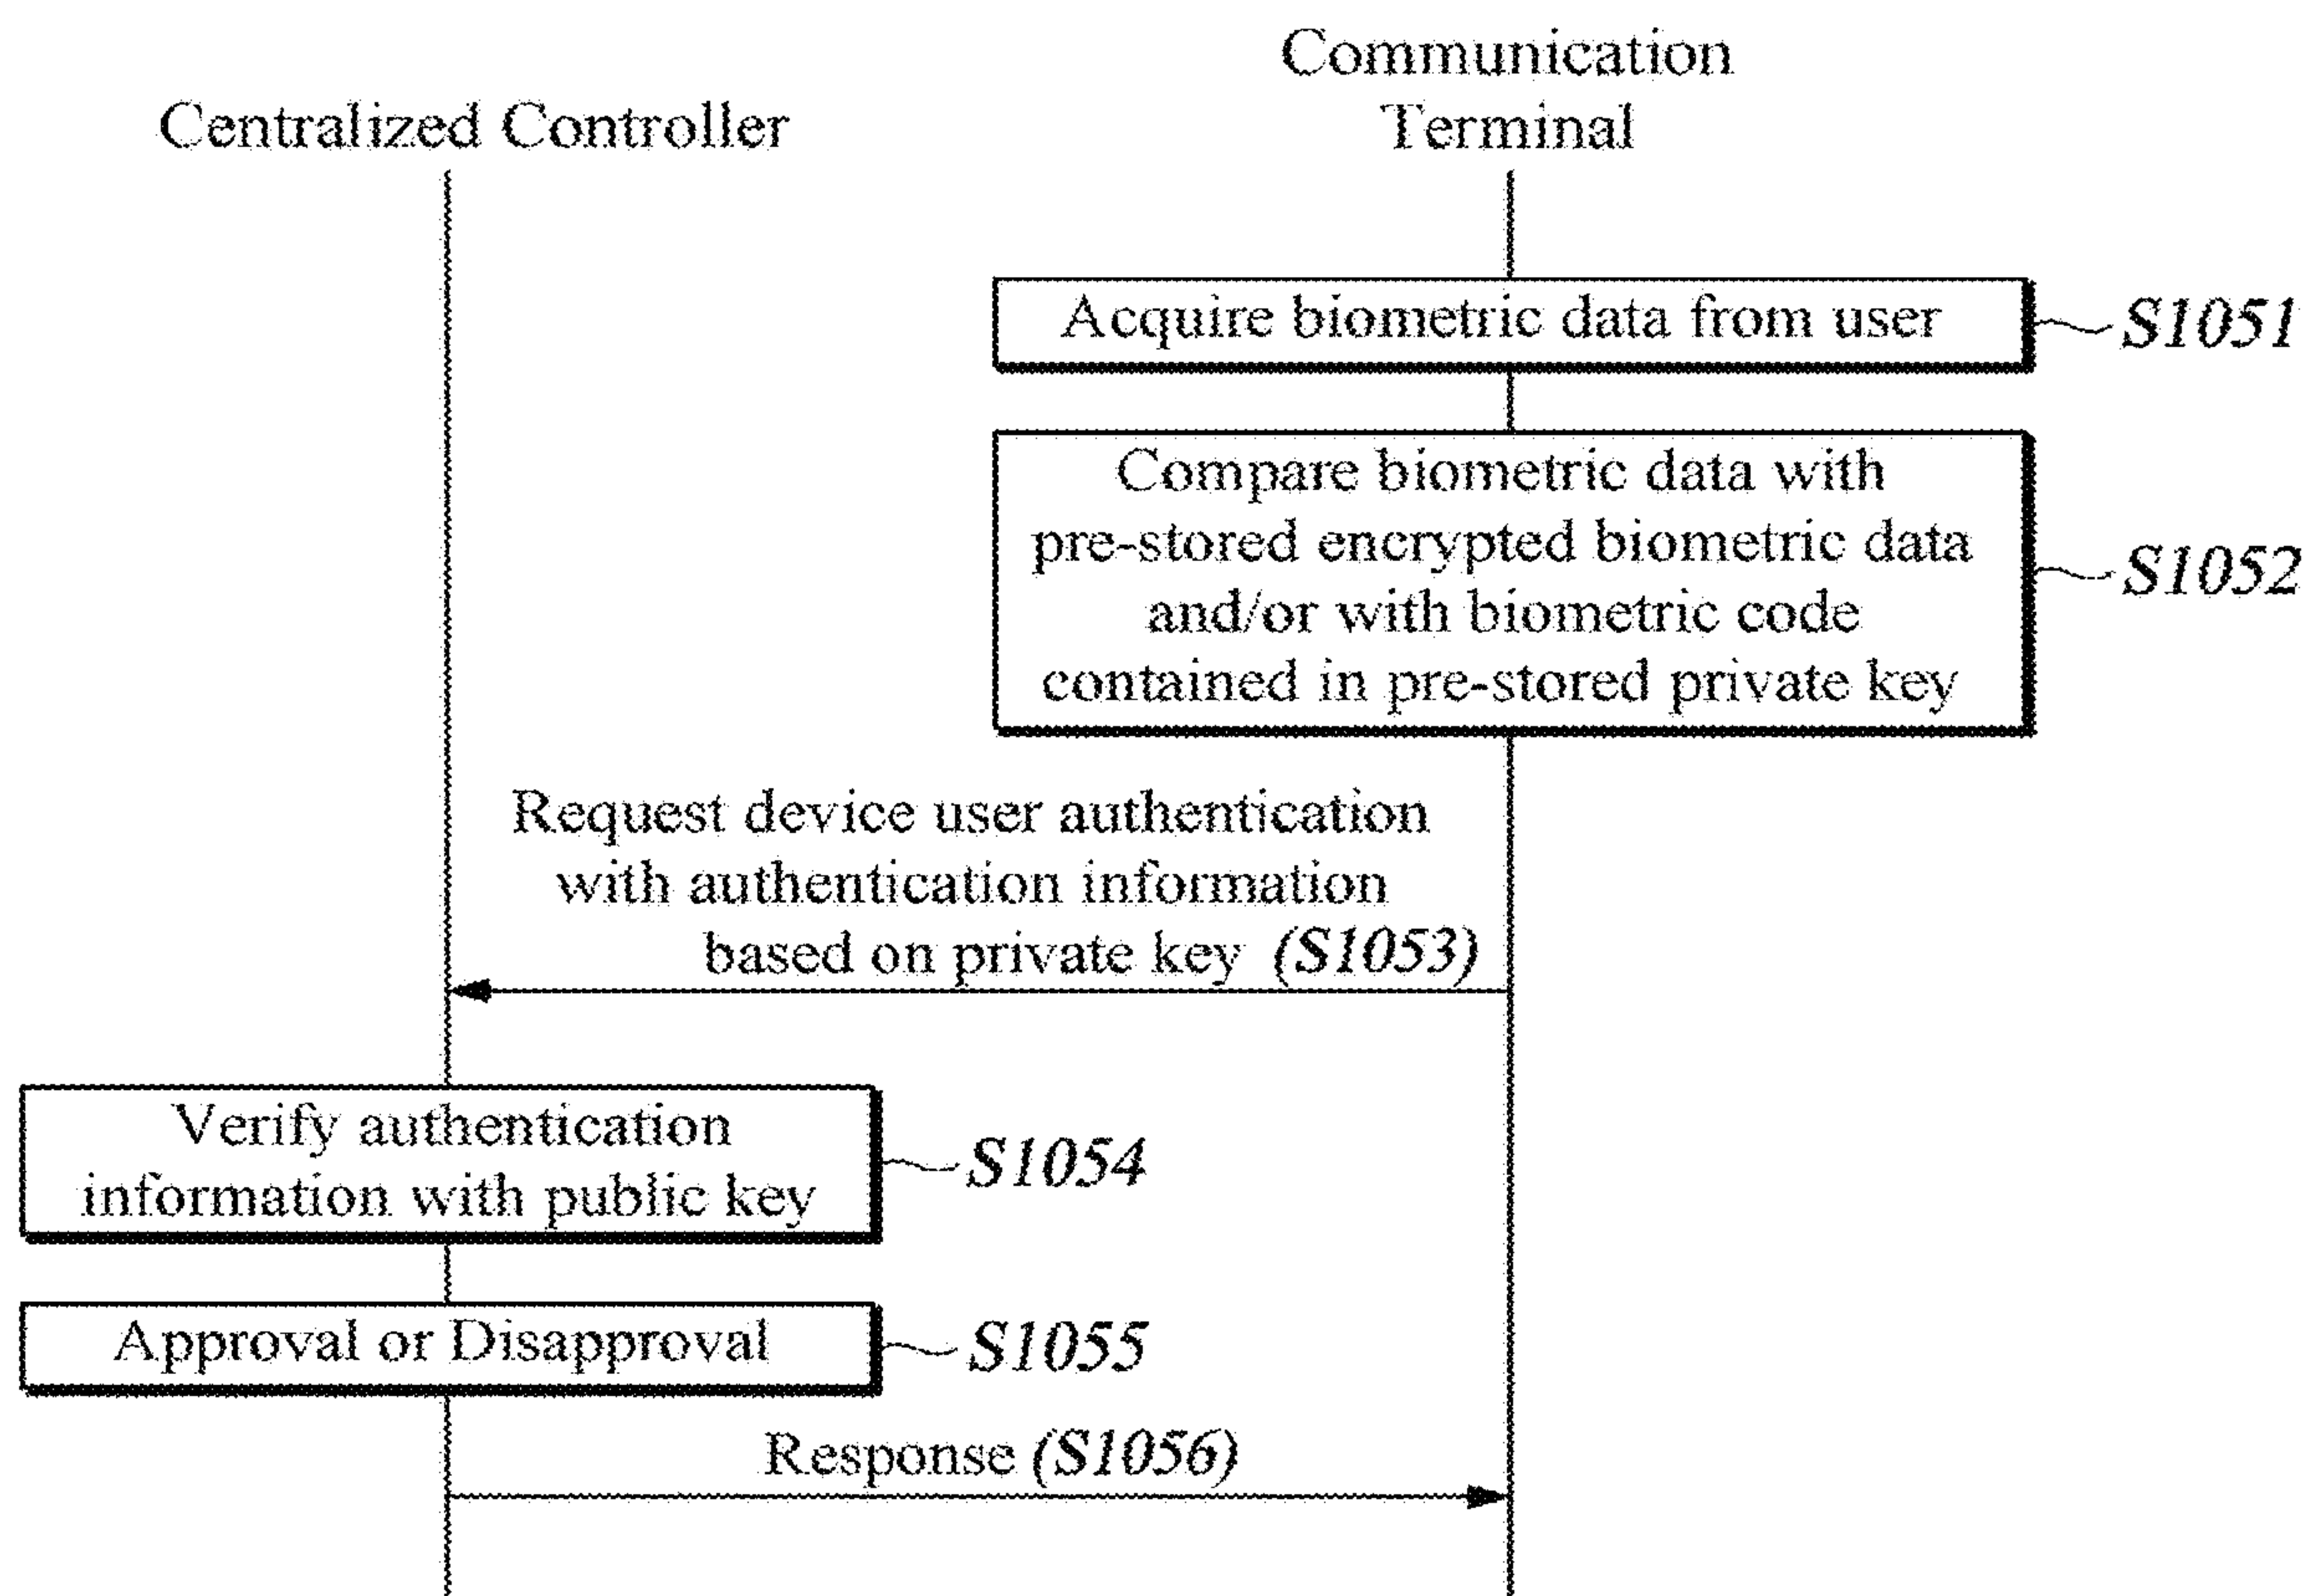 Communication
Terminal
Centralized Controller
Acquire biometric data from user
S1051
Compare biometric data with
pre-stored encrypted biometric data
and/or with biometric code
contained in pre-stored private key
S1052
Request device user authentication
with authentication information
based on private key (S1053)
Verify authentication
information with public key
S1054
Approval or Disapproval
S1055
Response (S1056)